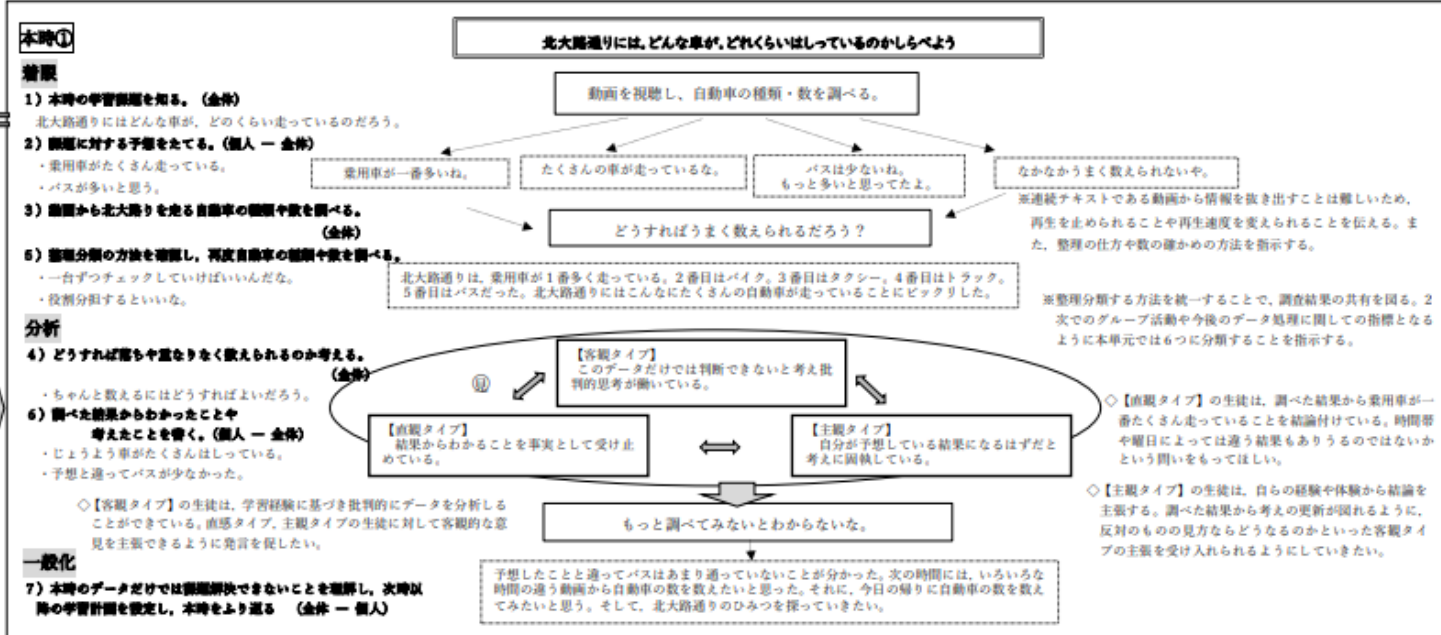 本時①
北大路通りには、どんな車が、どれくらいはしっているのかしらべよう
着眼
1）本時の学習課題を知る。（全体）
北大路通りにはどんな車が，どのくらい走っているのだろう。
2）課題に対する予想をたてる。（個人 ー 全体）
・乗用車がたくさん走っている。
・バスが多いと思う。
3）動画から北大路りを走る自動車の種類や数を調べる。
（全体）
5）整理分類の方法を確認し，再度自動車の種類や数を調べる。
・一台ずつチェックしていけばいいんだな。
・役割分担するといいな。
分析
4）どうすれば落ちや重なりなく数えられるのか考える。
（全体）
・ちゃんと数えるにはどうすればよいだろう。
6）調べた結果からわかったことや
考えたことを書く。（個人 ー 全体）
・じょうよう車がたくさんはしっている。
・予想と違ってバスが少なかった。
◇【客観タイプ】の生徒は，学習経験に基づき批判的にデータを分析しる
ことができている。直感タイプ，主観タイプの生徒に対して客観的な意
見を主張できるように発言を促したい。
一般化
7）本時のデータだけでは課題解決できないことを理解し，次時以
降の学習計画を設定し，本時をふり返る （全体 ー 個人）
動画を視聴し、自動車の種類・数を調べる。
乗用車が一番多いね。
たくさんの車が走っているな。
バスは少ないね。
もっと多いと思ってたよ。
なかなかうまく数えられないや。
どうすればうまく数えられるだろう？
北大路通りは，乗用車が１番多く走っている。２番目はバイク。３番目はタクシー。４番目はトラック。
５番目はバスだった。北大路通りにはこんなにたくさんの自動車が走っていることにビックリした。
※連続テキストである動画から情報を抜き出すことは難しいため，
再生を止められることや再生速度を変えられることを伝える。ま
た，整理の仕方や数の確かめの方法を指示する。
※整理分類する方法を統一することで，調査結果の共有を図る。２
次でのグループ活動や今後のデータ処理に関しての指標となる
ように本単元では６つに分類することを指示する。
【客観タイプ】
このデータだけでは判断できないと考え批
判的思考が働いている。
㊢
【直観タイプ】
結果からわかることを事実として受け止
めている。
【主観タイプ】
自分が予想している結果になるはずだと
考えに固執している。
◇【直観タイプ】の生徒は，調べた結果から乗用車が一
番たくさん走っていることを結論付けている。時間帯
や曜日によっては違う結果もありうるのではないか
という問いをもってほしい。
◇【主観タイプ】の生徒は，自らの経験や体験から結論を
主張する。調べた結果から考えの更新が図れるように，
反対のものの見方ならどうなるのかといった客観タイ
プの主張を受け入れられるようにしていきたい。
もっと調べてみないとわからないな。
予想したことと違ってバスはあまり通っていないことが分かった。次の時間には，いろいろな
時間の違う動画から自動車の数を数えたいと思った。それに，今日の帰りに自動車の数を数え
てみたいと思う。そして，北大路通りのひみつを探っていきたい。